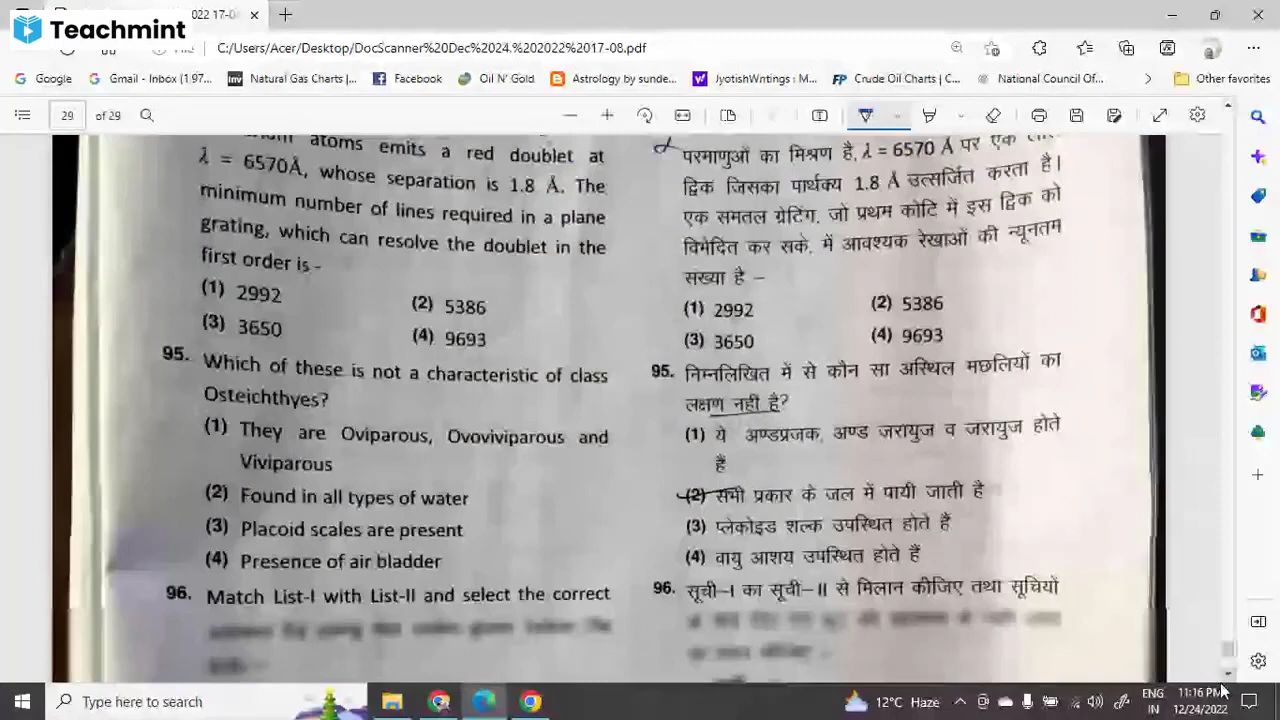 Teachmint
2022 17-0
C:/Users/Acer/Desktop/DocScanner%20Dec%2024.%202022%2017-08.pdf
Google
Gmail - Inbox (1,97...
Natural Gas Charts |...
Facebook
Oil N' Gold
Astrology by sunde...
JyotishWntings : M...
Crude Oil Charts | C...
National Council Of...
Other favorites
29 of 29
atoms emits a red doublet at
λ = 6570Å, whose separation is 1.8 Å. The
minimum number of lines required in a plane
grating, which can resolve the doublet in the
first order is -
(1) 2992
(2) 5386
(3) 3650
(4) 9693
95. Which of these is not a characteristic of class
Osteichthyes?
(1) They are Oviparous, Ovoviviparous and
Viviparous
(2) Found in all types of water
(3) Placoid scales are present
(4) Presence of air bladder
96. Match List-I with List-II and select the correct
परमाणुओं का मिश्रण है, λ = 6570 Å पर एक
द्विक जिसका पार्थक्य 1.8 Å उत्सर्जित करता है।
एक समतल ग्रेटिंग, जो प्रथम कोटि में इस द्विक को
विभेदित कर सके, में आवश्यक रेखाओं की न्यूनतम
सख्या है –
(1) 2992
(2) 5386
(3) 3650
(4) 9693
95. निम्नलिखित में से कौन सा अस्थिल मछलियों का
लक्षण नही है?
(1) ये अण्डप्रजक, अण्ड जरायुज व जरायुज होते
हैं
(2) सभी प्रकार के जल में पायी जाती है
(3) प्लेकोइड शल्क उपस्थित होते हैं
(4) वायु आशय उपस्थित होते हैं
96. सूची–I का सूची–II से मिलान कीजिए तथा सूचियों
Type here to search
12°C Haze
ENG
IN
11:16 PM
12/24/2022